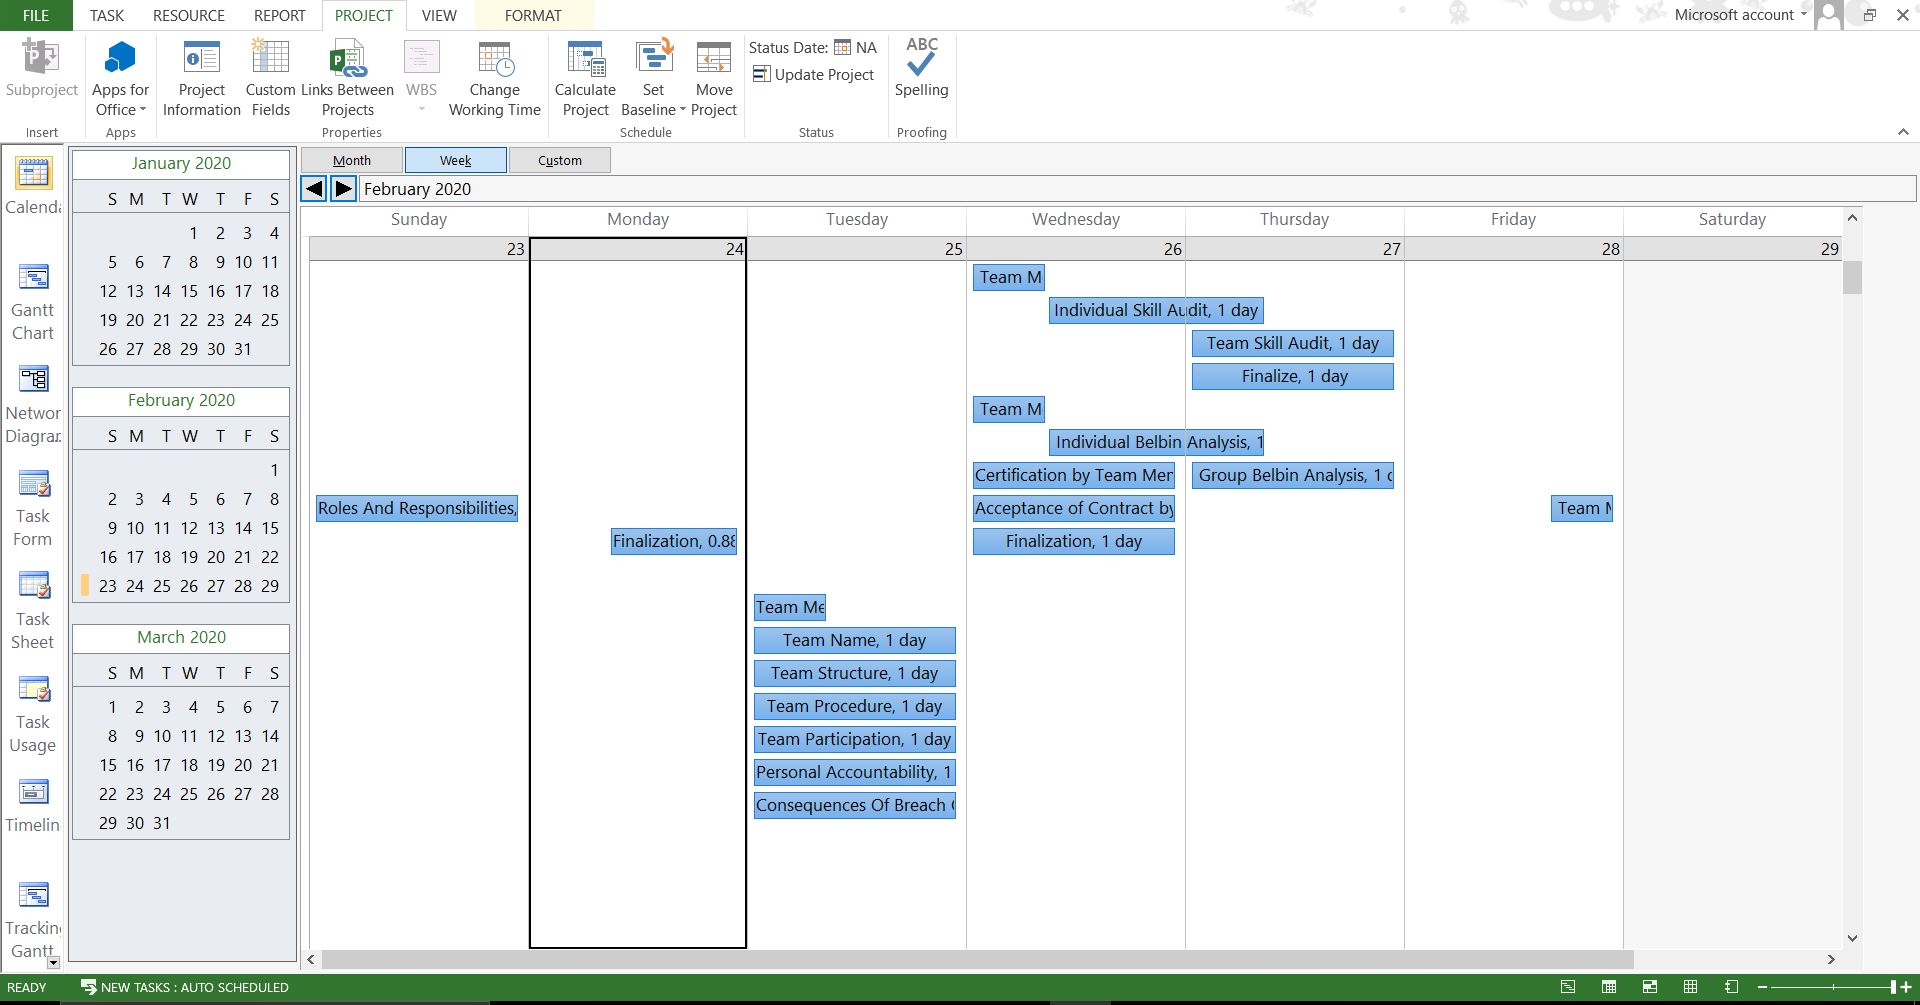 FILE TASK RESOURCE REPORT PROJECT VIEW FORMAT Microsoft account
Subproject
Apps for Office
Project Information
Custom Fields
Links Between Projects
WBS
Change Working Time
Calculate Project
Set Baseline
Move Project
Status Date: NA
Update Project
ABC
Spelling
Insert Apps Properties Schedule Status Proofing
Calenda
Gantt
Chart
Networ
Diagra
Task
Form
Task
Sheet
Task
Usage
Timelin
Trackin
Gantt
January 2020
S M T W T F S
1 2 3 4
5 6 7 8 9 10 11
12 13 14 15 16 17 18
19 20 21 22 23 24 25
26 27 28 29 30 31
February 2020
S M T W T F S
1
2 3 4 5 6 7 8
9 10 11 12 13 14 15
16 17 18 19 20 21 22
23 24 25 26 27 28 29
March 2020
S M T W T F S
1 2 3 4 5 6 7
8 9 10 11 12 13 14
15 16 17 18 19 20 21
22 23 24 25 26 27 28
29 30 31
Month Week Custom
February 2020
Sunday Monday Tuesday Wednesday Thursday Friday Saturday
23 24 25 26 27 28 29
Team M
Individual Skill Audit, 1 day
Team Skill Audit, 1 day
Finalize, 1 day
Team M
Individual Belbin Analysis, 1
Certification by Team Mem Group Belbin Analysis, 1 d
Roles And Responsibilities, Acceptance of Contract by Team M
Finalization, 0.88 Finalization, 1 day
Team Me
Team Name, 1 day
Team Structure, 1 day
Team Procedure, 1 day
Team Participation, 1 day
Personal Accountability, 1
Consequences Of Breach
READY NEW TASKS : AUTO SCHEDULED